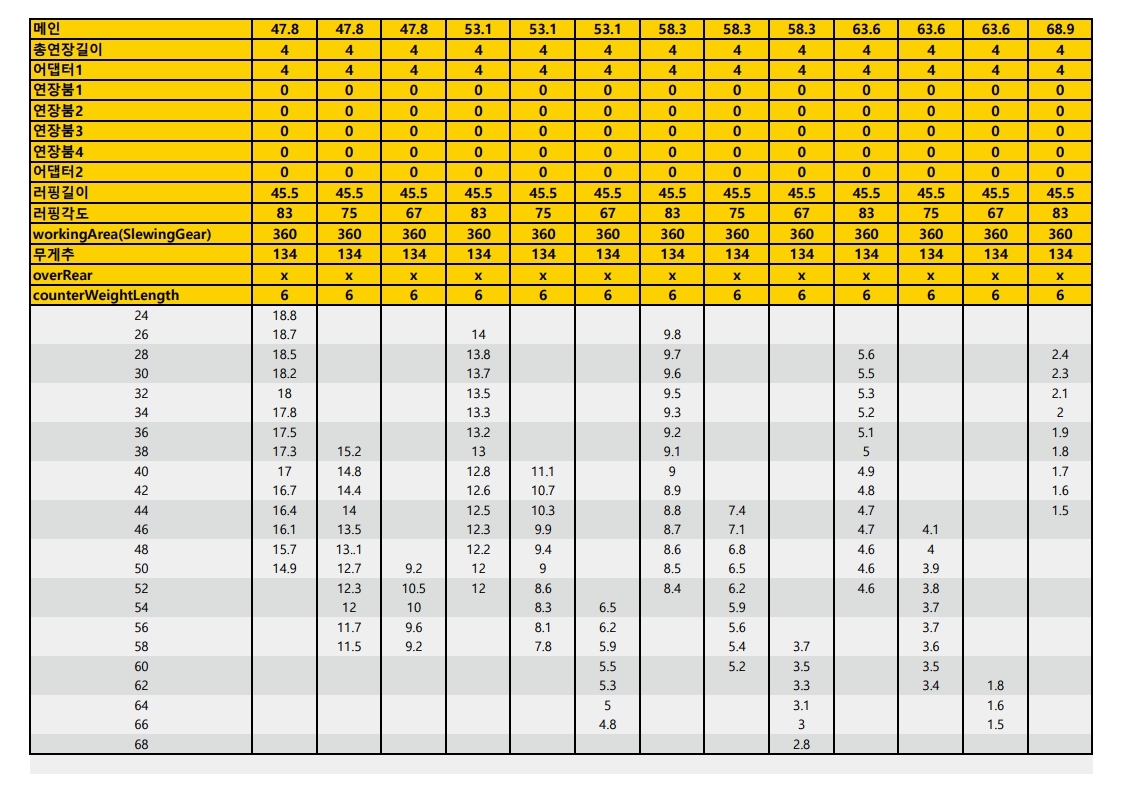 메인 47.8 47.8 47.8 53.1 53.1 53.1 58.3 58.3 58.3 63.6 63.6 63.6 68.9
총연장길이 4 4 4 4 4 4 4 4 4 4 4 4 4
어댑터1 4 4 4 4 4 4 4 4 4 4 4 4 4
연장붐1 0 0 0 0 0 0 0 0 0 0 0 0 0
연장붐2 0 0 0 0 0 0 0 0 0 0 0 0 0
연장붐3 0 0 0 0 0 0 0 0 0 0 0 0 0
연장붐4 0 0 0 0 0 0 0 0 0 0 0 0 0
어댑터2 0 0 0 0 0 0 0 0 0 0 0 0 0
러핑길이 45.5 45.5 45.5 45.5 45.5 45.5 45.5 45.5 45.5 45.5 45.5 45.5 45.5
러핑각도 83 75 67 83 75 67 83 75 67 83 75 67 83
workingArea(SlewingGear) 360 360 360 360 360 360 360 360 360 360 360 360 360
무게추 134 134 134 134 134 134 134 134 134 134 134 134 134
overRear x x x x x x x x x x x x x
counterWeightLength 6 6 6 6 6 6 6 6 6 6 6 6 6
24 18.8
26 18.7 14 9.8
28 18.5 13.8 9.7 5.6 2.4
30 18.2 13.7 9.6 5.5 2.3
32 18 13.5 9.5 5.3 2.1
34 17.8 13.3 9.3 5.2 2
36 17.5 13.2 9.2 5.1 1.9
38 17.3 15.2 13 9.1 5 1.8
40 17 14.8 12.8 11.1 9 4.9 1.7
42 16.7 14.4 12.6 10.7 8.9 4.8 1.6
44 16.4 14 12.5 10.3 8.8 7.4 4.7 1.5
46 16.1 13.5 12.3 9.9 8.7 7.1 4.7 4.1
48 15.7 13..1 12.2 9.4 8.6 6.8 4.6 4
50 14.9 12.7 9.2 12 9 8.5 6.5 4.6 3.9
52 12.3 10.5 12 8.6 8.4 6.2 4.6 3.8
54 12 10 8.3 6.5 5.9 3.7
56 11.7 9.6 8.1 6.2 5.6 3.7
58 11.5 9.2 7.8 5.9 5.4 3.7 3.6
60 5.5 5.2 3.5 3.5
62 5.3 3.3 3.4 1.8
64 5 3.1 1.6
66 4.8 3 1.5
68 2.8